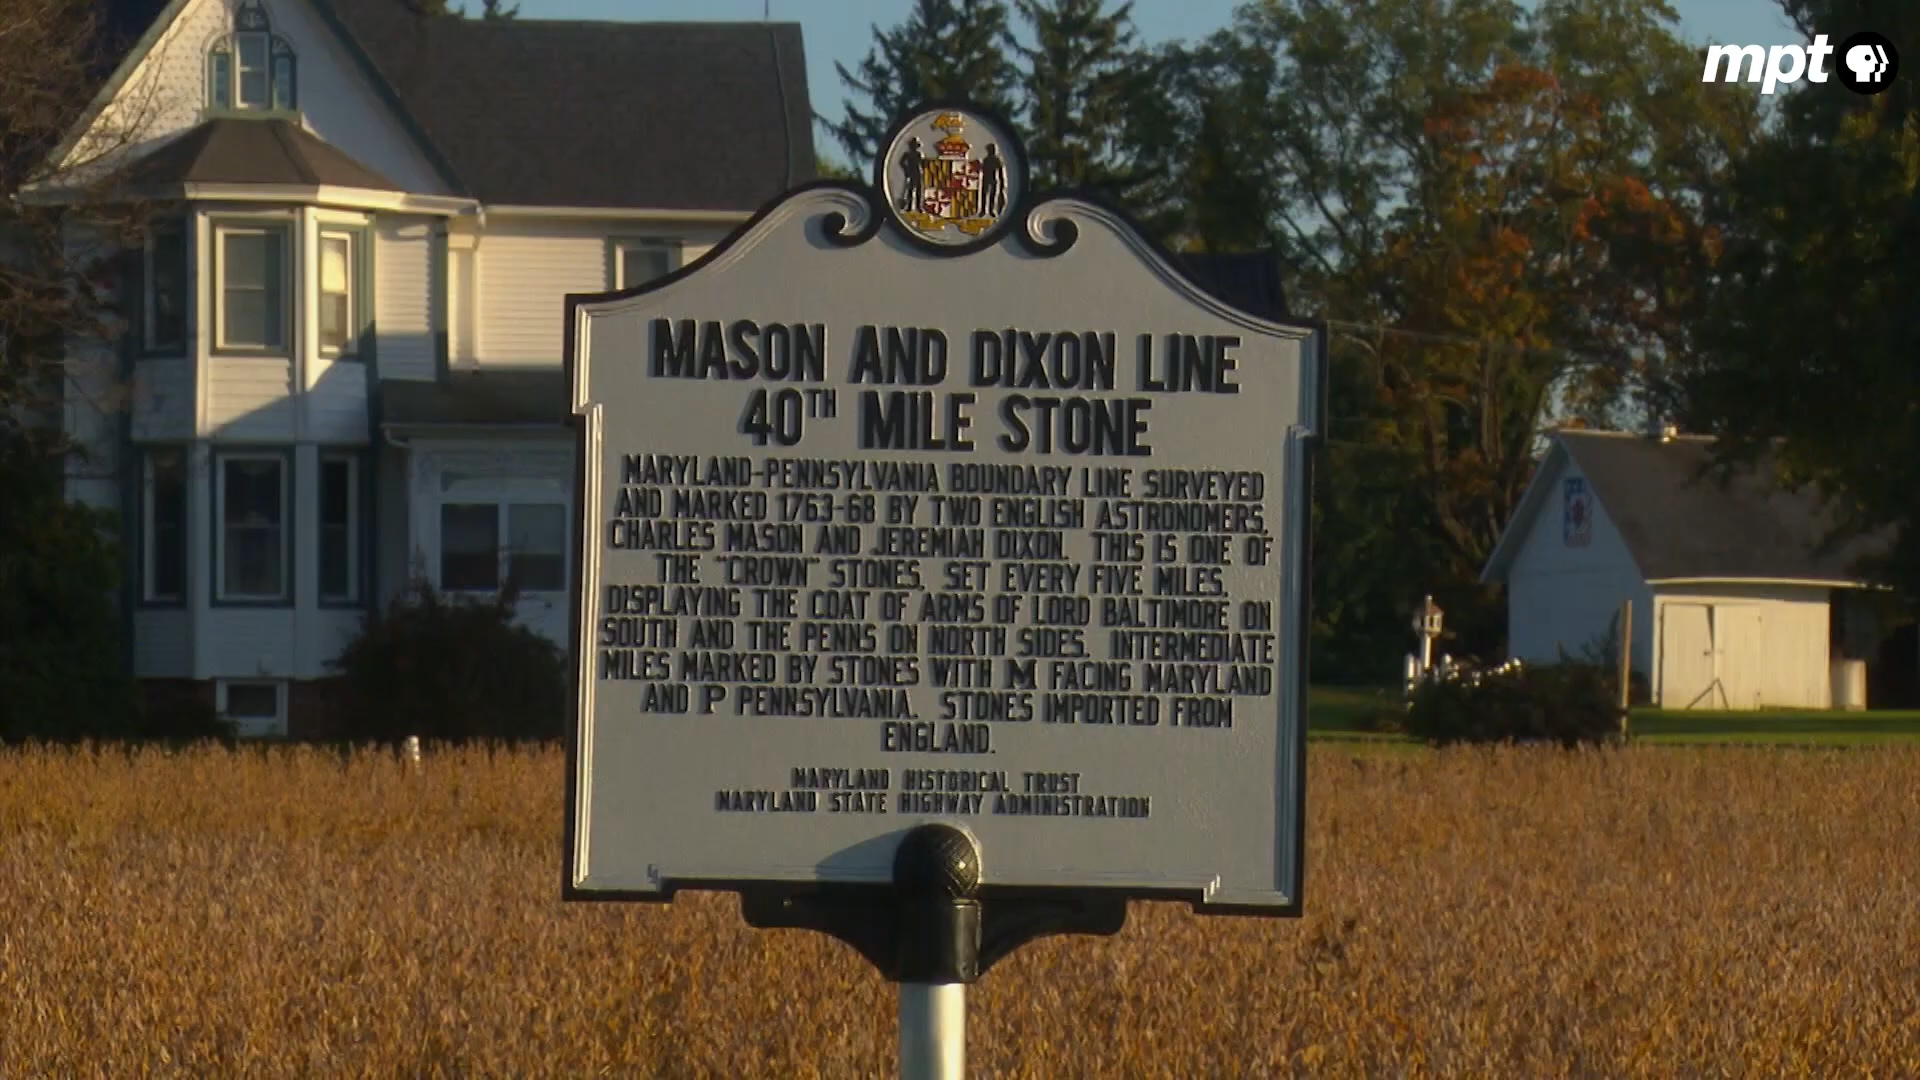 mpt
MASON AND DIXON LINE
40TH MILE STONE
MARYLAND-PENNSYLVANIA BOUNDARY LINE SURVEYED
AND MARKED 1763-68 BY TWO ENGLISH ASTRONOMERS,
CHARLES MASON AND JEREMIAH DIXON. THIS IS ONE OF
THE "CROWN" STONES, SET EVERY FIVE MILES,
DISPLAYING THE COAT OF ARMS OF LORD BALTIMORE ON
SOUTH AND THE PENNS ON NORTH SIDES. INTERMEDIATE
MILES MARKED BY STONES WITH M FACING MARYLAND
AND P PENNSYLVANIA. STONES IMPORTED FROM
ENGLAND.
MARYLAND HISTORICAL TRUST
MARYLAND STATE HIGHWAY ADMINISTRATION